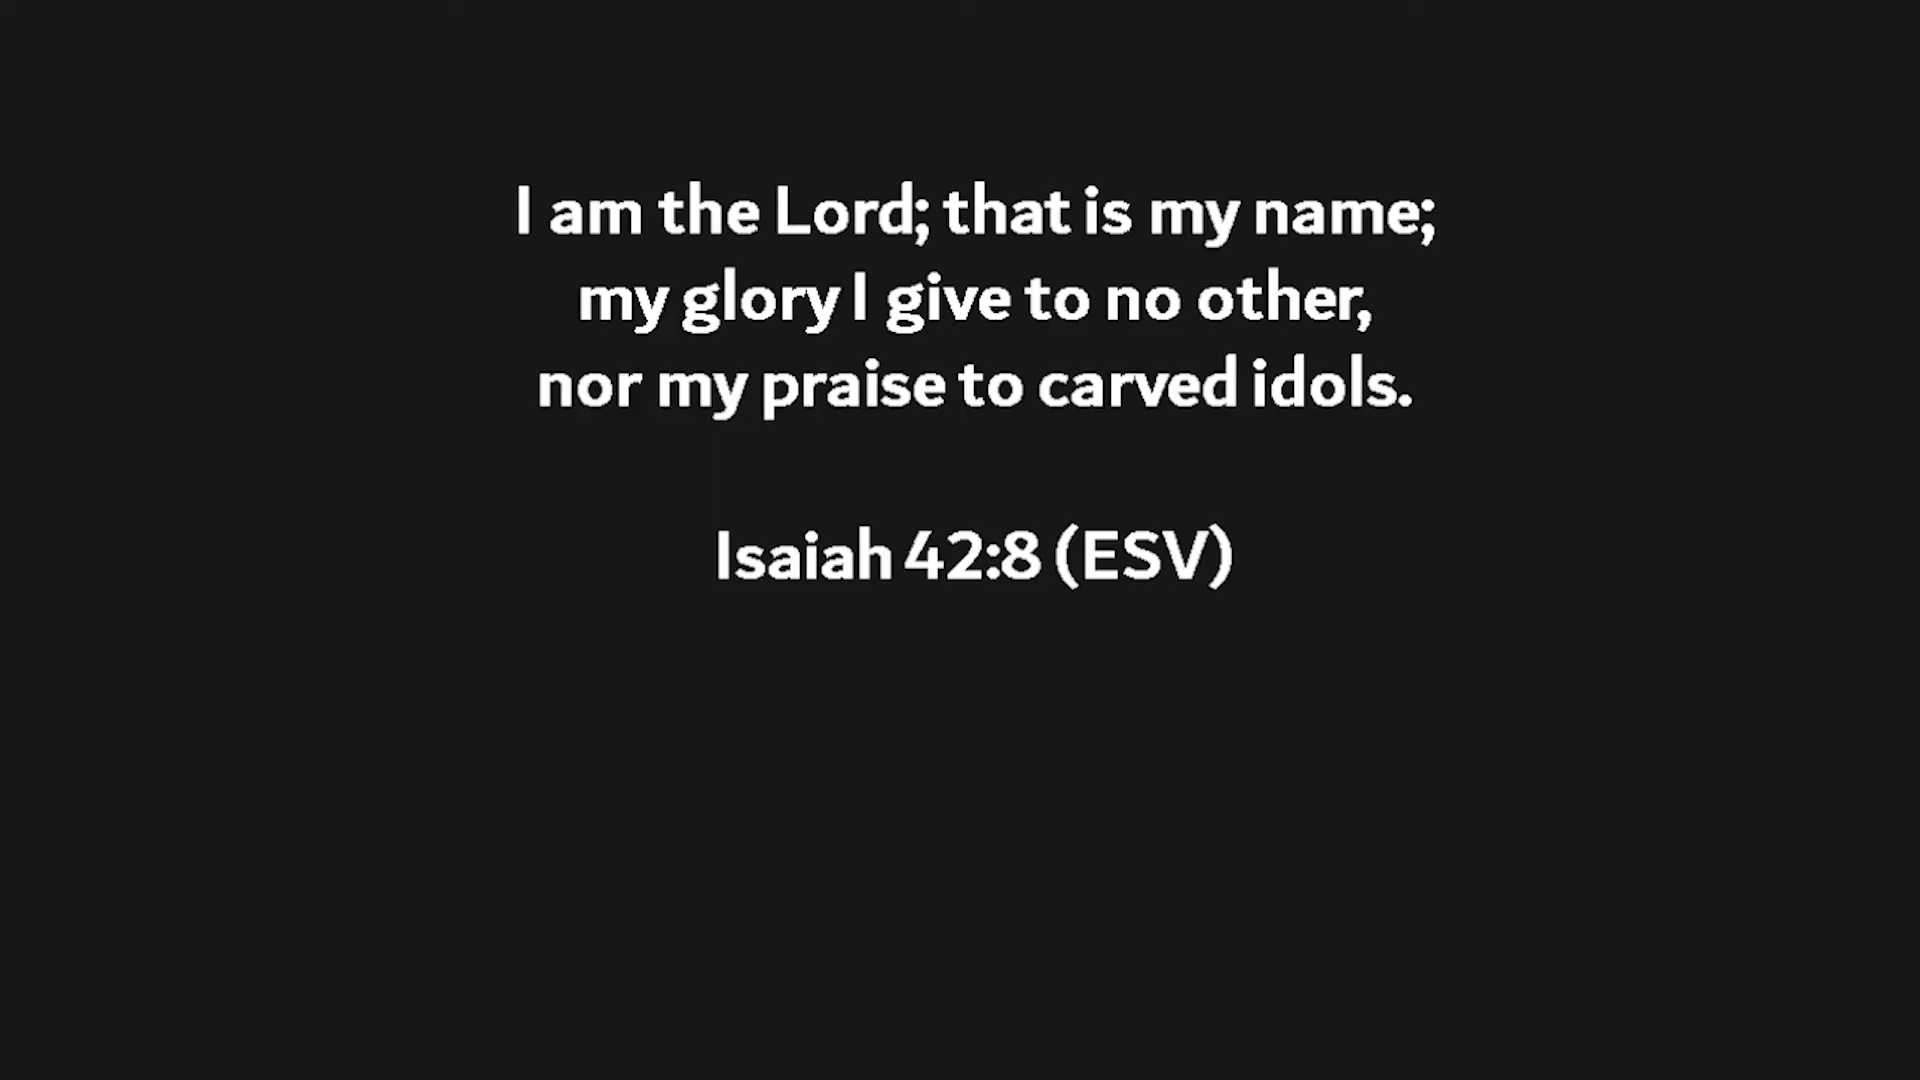 I am the Lord; that is my name;
my glory I give to no other,
nor my praise to carved idols.
Isaiah 42:8 (ESV)